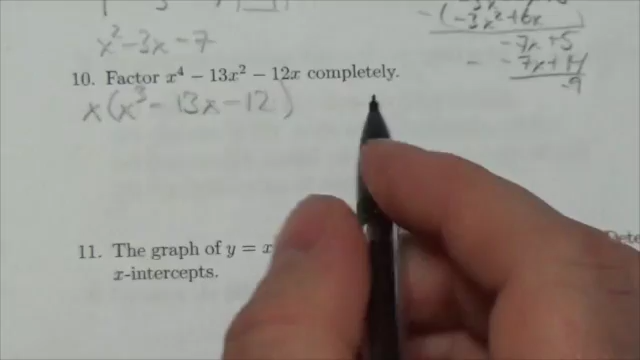 -(-3x²+6x)
x² - 3x - 7
-7x+5
- -7x+14
-9
10. Factor x⁴ − 13x² − 12x completely.
x(x³ - 13x - 12)
11. The graph of y = x
x-intercepts.